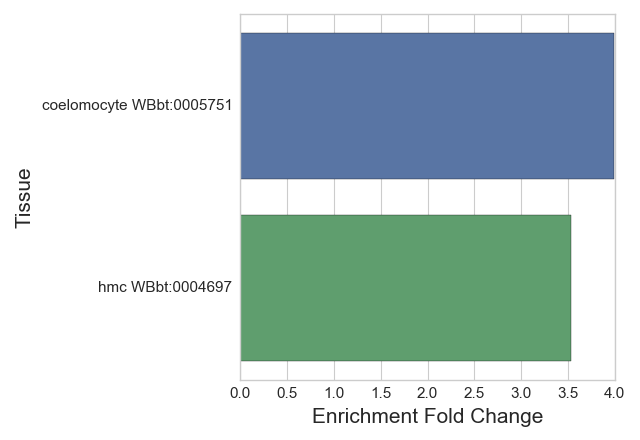 coelomocyte WBbt:0005751
hmc WBbt:0004697
Tissue
0.0 0.5 1.0 1.5 2.0 2.5 3.0 3.5 4.0
Enrichment Fold Change